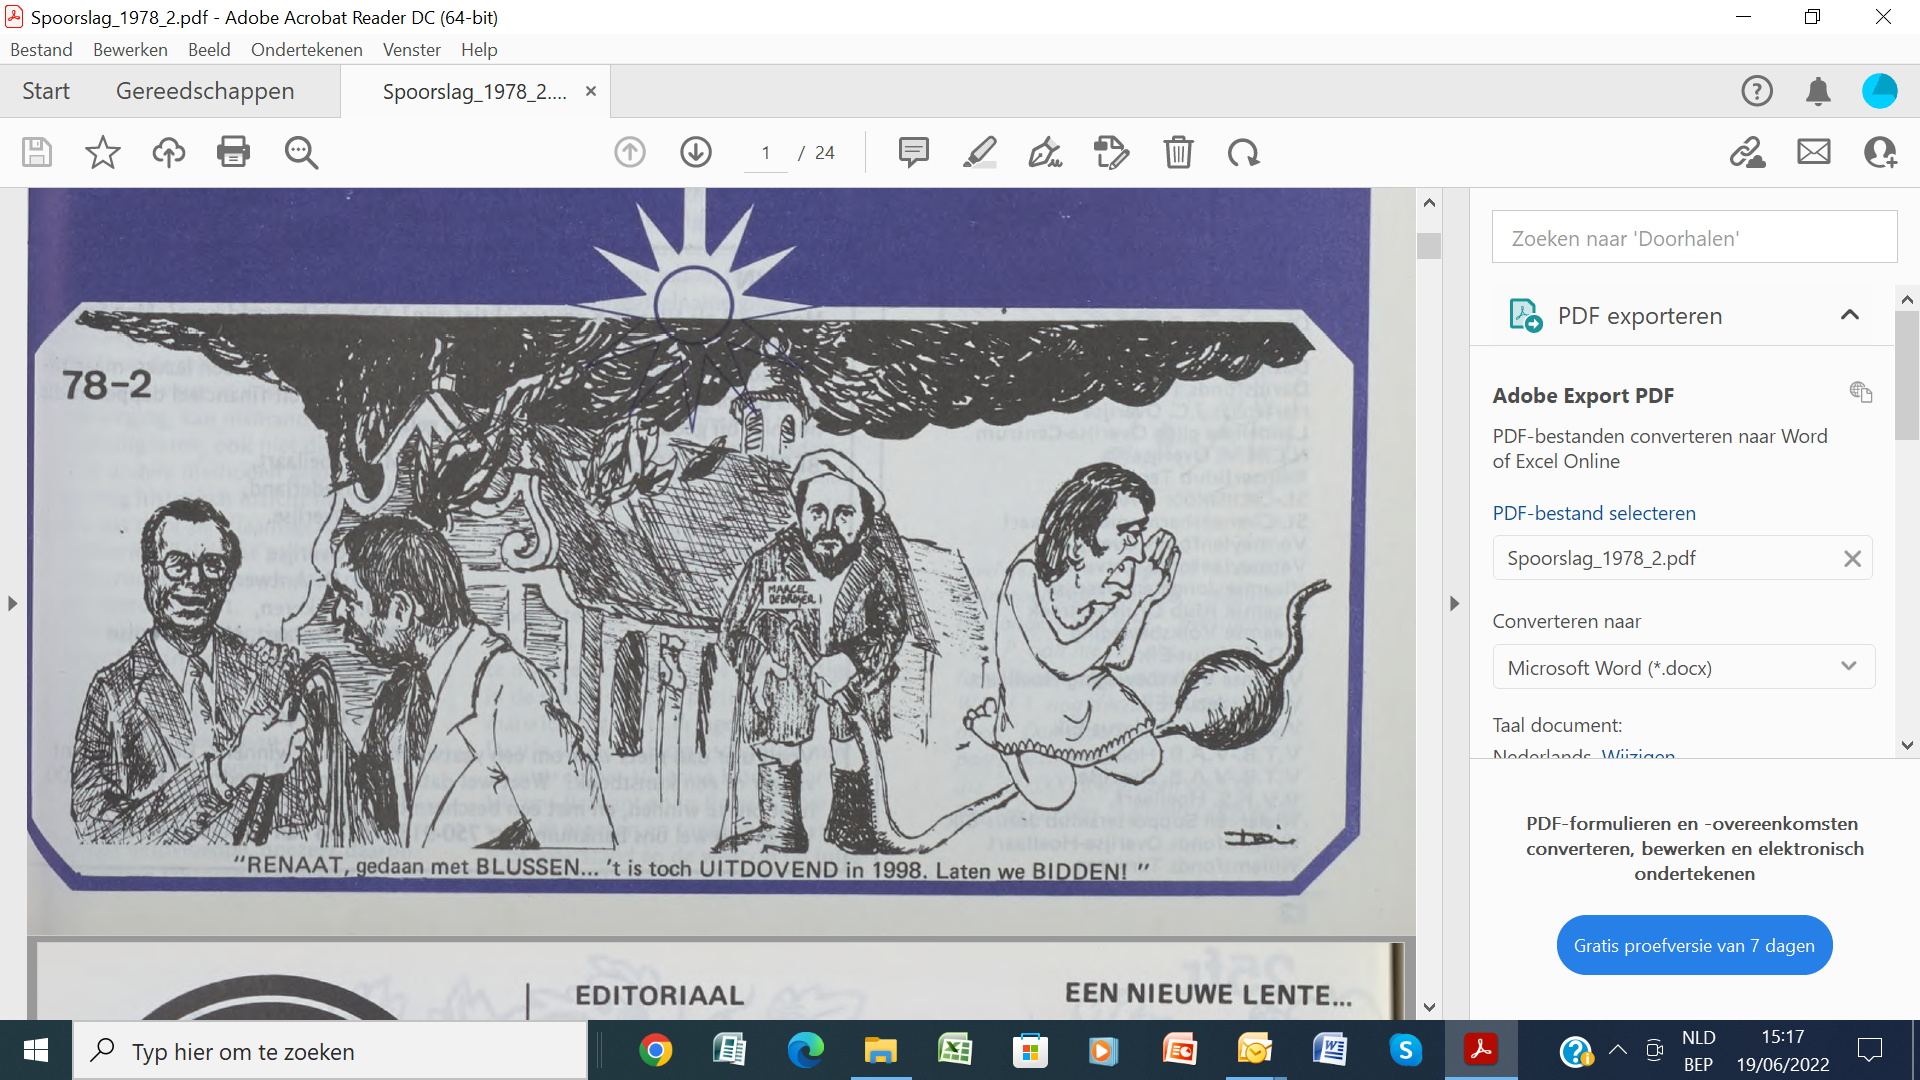 Spoorslag_1978_2.pdf - Adobe Acrobat Reader DC (64-bit)
Bestand Bewerken Beeld Ondertekenen Venster Help
Start Gereedschappen Spoorslag_1978_2....
1 / 24
Zoeken naar 'Doorhalen'
PDF exporteren
Adobe Export PDF
PDF-bestanden converteren naar Word
of Excel Online
PDF-bestand selecteren
Spoorslag_1978_2.pdf
Converteren naar
Microsoft Word (*.docx)
Taal document:
Nederlands Wijzigen
PDF-formulieren en -overeenkomsten
converteren, bewerken en elektronisch
ondertekenen
Gratis proefversie van 7 dagen
78-2
MARCEL
"RENAAT, gedaan met BLUSSEN... 't is toch UITDOVEND in 1998. Laten we BIDDEN! "
EDITORIAAL
EEN NIEUWE LENTE...
Typ hier om te zoeken
NLD
BEP
15:17
19/06/2022